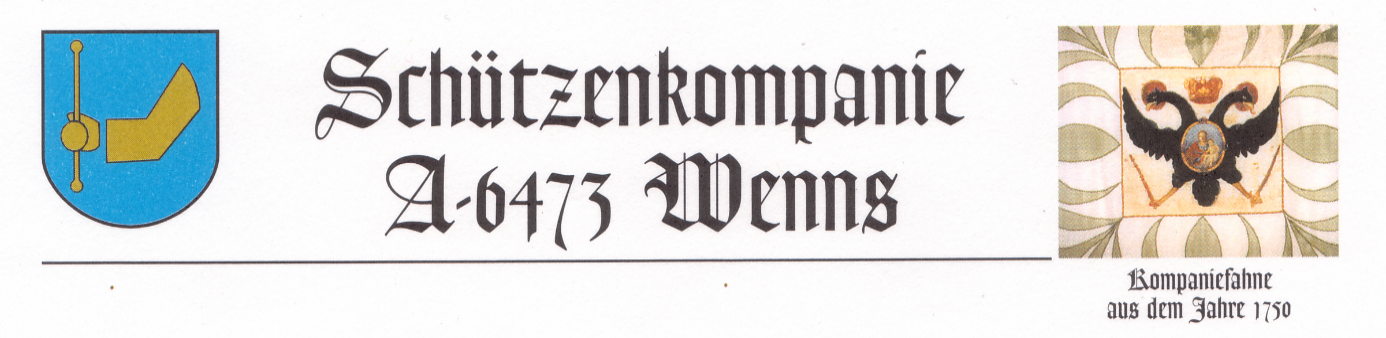 Schützenkompanie
A-6473 Wenns
Kompaniefahne
aus dem Jahre 1750